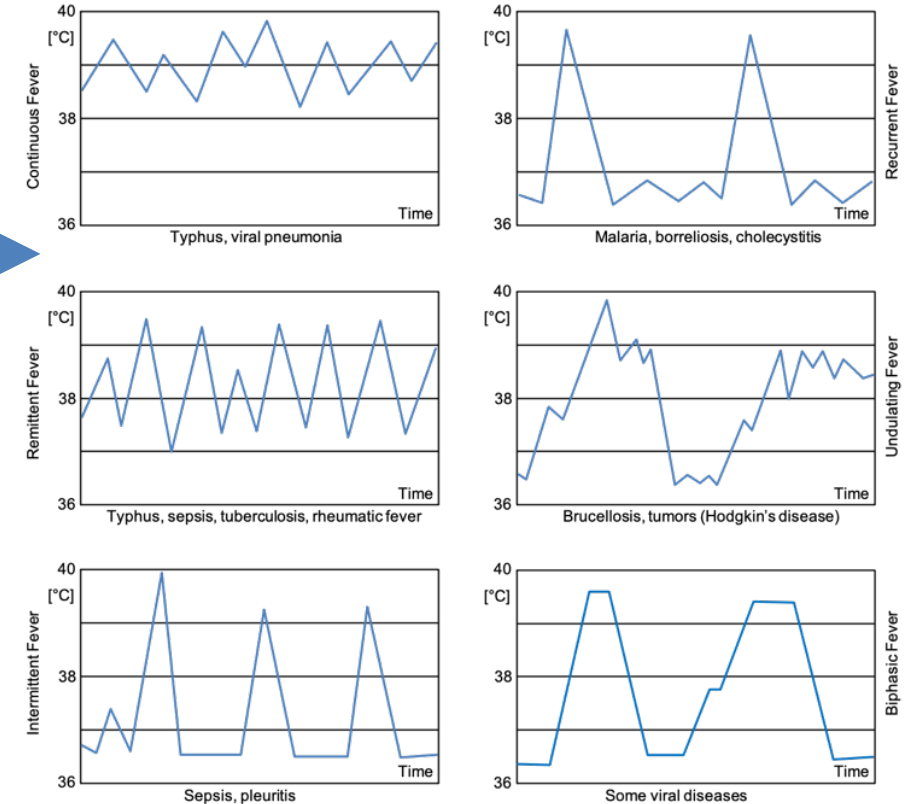 40
[°C]
Continuous Fever
38
36
Time
Typhus, viral pneumonia
40
[°C]
Recurrent Fever
38
36
Time
Malaria, borreliosis, cholecystitis
40
[°C]
Remittent Fever
38
36
Time
Typhus, sepsis, tuberculosis, rheumatic fever
40
[°C]
Undulating Fever
38
36
Time
Brucellosis, tumors (Hodgkin's disease)
40
[°C]
Intermittent Fever
38
36
Time
Sepsis, pleuritis
40
[°C]
Biphasic Fever
38
36
Time
Some viral diseases